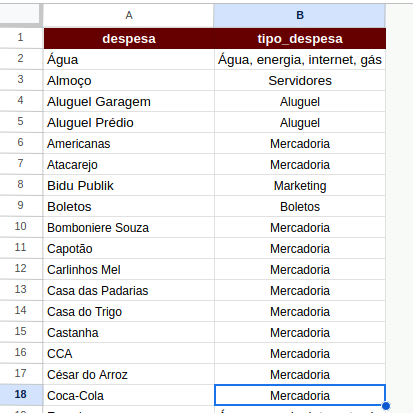 A B
1 despesa tipo_despesa
2 Água Água, energia, internet, gás
3 Almoço Servidores
4 Aluguel Garagem Aluguel
5 Aluguel Prédio Aluguel
6 Americanas Mercadoria
7 Atacarejo Mercadoria
8 Bidu Publik Marketing
9 Boletos Boletos
10 Bomboniere Souza Mercadoria
11 Capotão Mercadoria
12 Carlinhos Mel Mercadoria
13 Casa das Padarias Mercadoria
14 Casa do Trigo Mercadoria
15 Castanha Mercadoria
16 CCA Mercadoria
17 César do Arroz Mercadoria
18 Coca-Cola Mercadoria